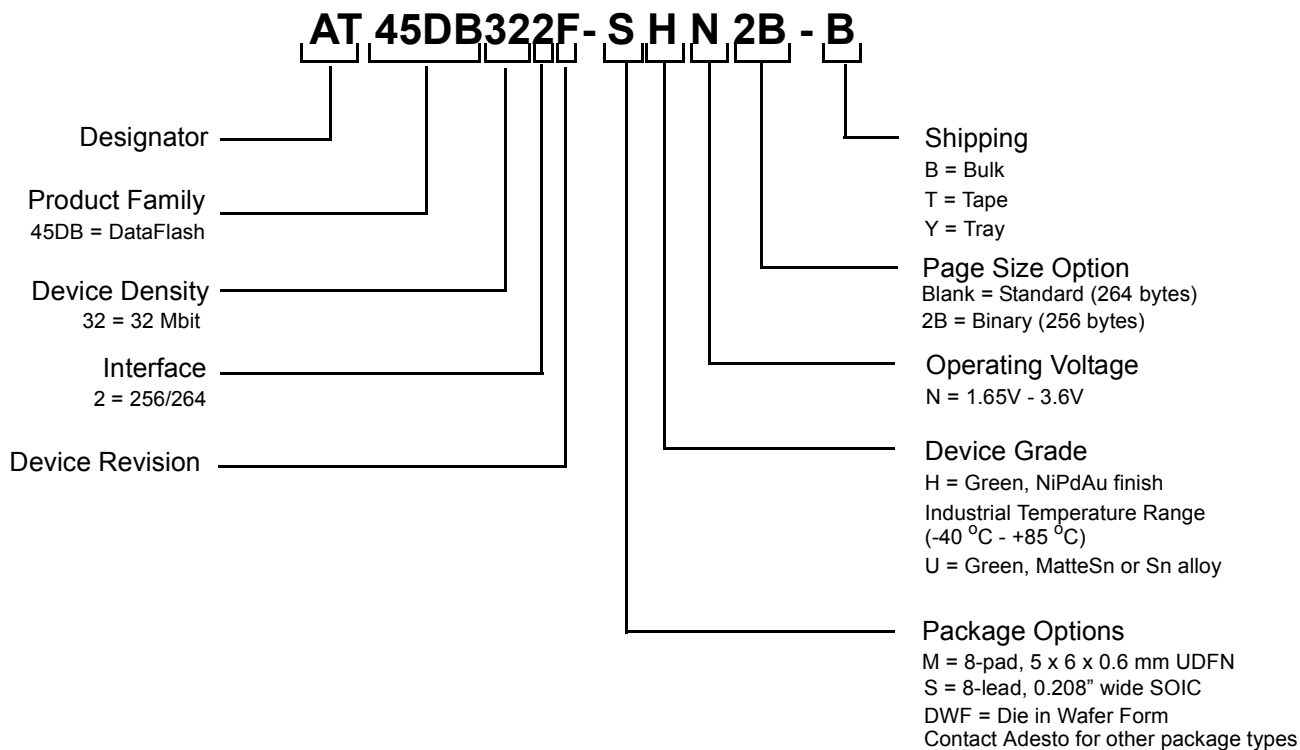 AT 45DB322F- S H N 2B - B
Designator
Product Family
45DB = DataFlash
Device Density
32 = 32 Mbit
Interface
2 = 256/264
Device Revision
Shipping
B = Bulk
T = Tape
Y = Tray
Page Size Option
Blank = Standard (264 bytes)
2B = Binary (256 bytes)
Operating Voltage
N = 1.65V - 3.6V
Device Grade
H = Green, NiPdAu finish
Industrial Temperature Range
(-40 °C - +85 °C)
U = Green, MatteSn or Sn alloy
Package Options
M = 8-pad, 5 x 6 x 0.6 mm UDFN
S = 8-lead, 0.208” wide SOIC
DWF = Die in Wafer Form
Contact Adesto for other package types